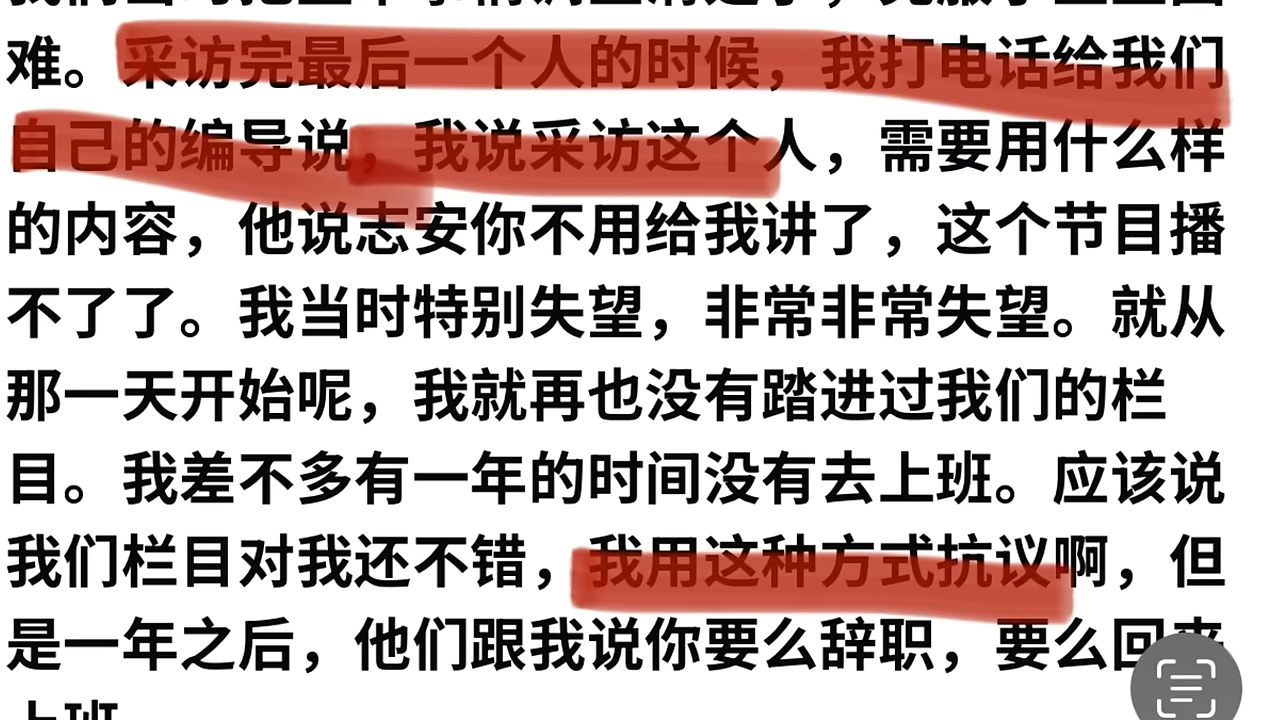 难。采访完最后一个人的时候，我打电话给我们
自己的编导说，我说采访这个人，需要用什么样
的内容，他说志安你不用给我讲了，这个节目播
不了了。我当时特别失望，非常非常失望。就从
那一天开始呢，我就再也没有踏进过我们的栏
目。我差不多有一年的时间没有去上班。应该说
我们栏目对我还不错，我用这种方式抗议啊，但
是一年之后，他们跟我说你要么辞职，要么回来
上班